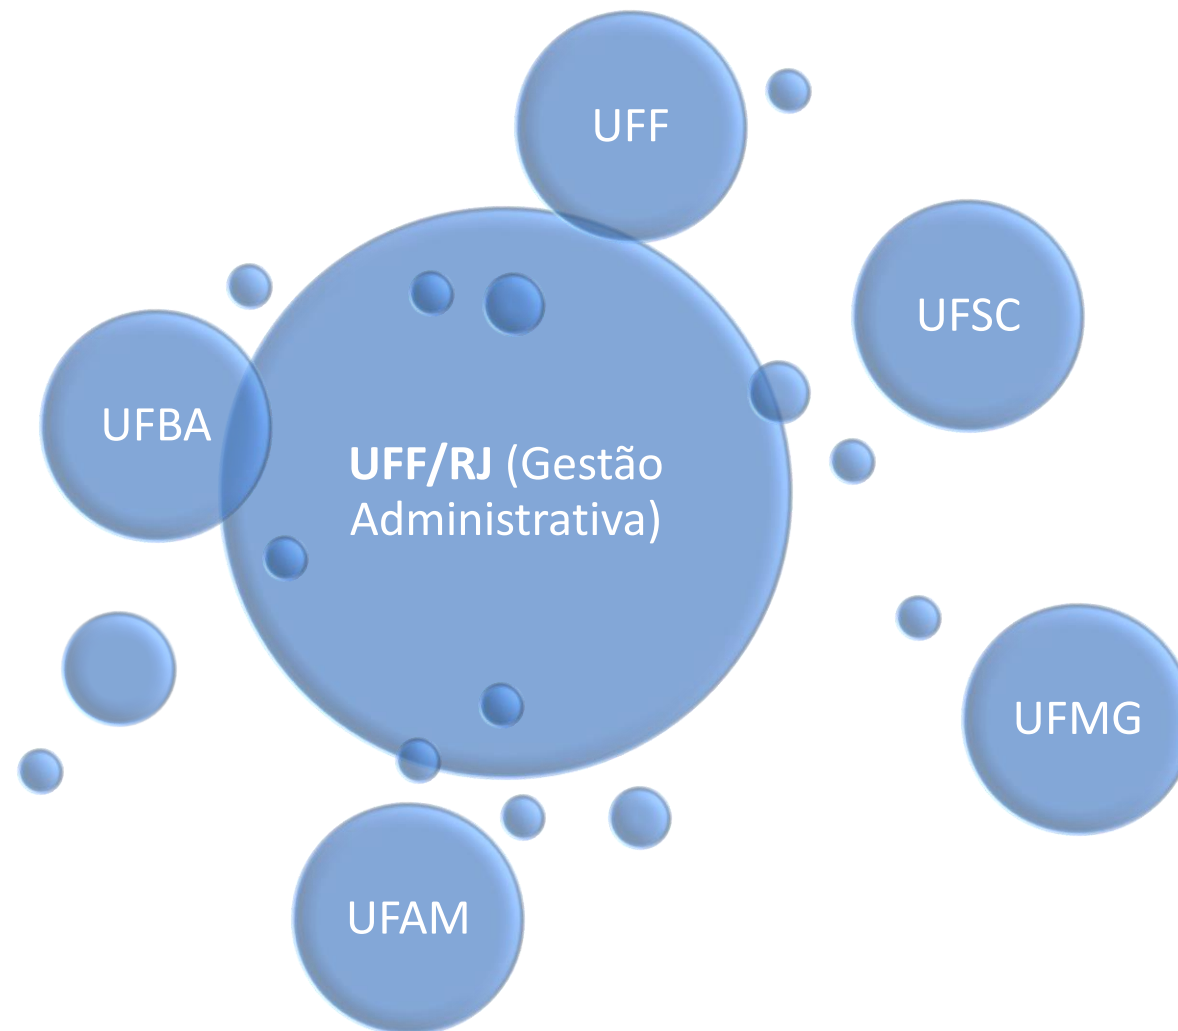 UFF
UFSC
UFBA
UFF/RJ (Gestão
Administrativa)
UFMG
UFAM